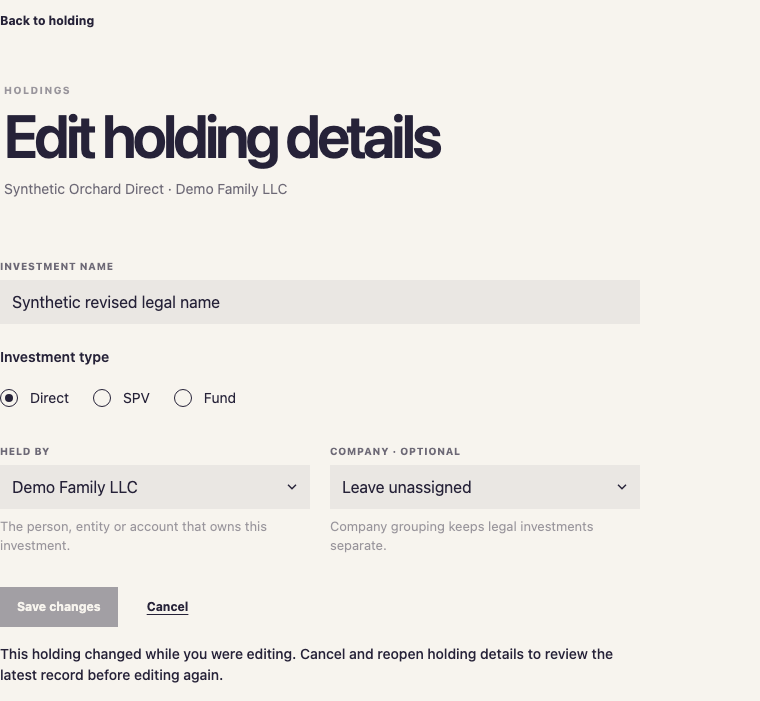 Back to holding
HOLDINGS
Edit holding details
Synthetic Orchard Direct · Demo Family LLC
INVESTMENT NAME
Synthetic revised legal name
Investment type
Direct SPV Fund
HELD BY
Demo Family LLC
The person, entity or account that owns this
investment.
COMPANY · OPTIONAL
Leave unassigned
Company grouping keeps legal investments
separate.
Save changes Cancel
This holding changed while you were editing. Cancel and reopen holding details to review the
latest record before editing again.